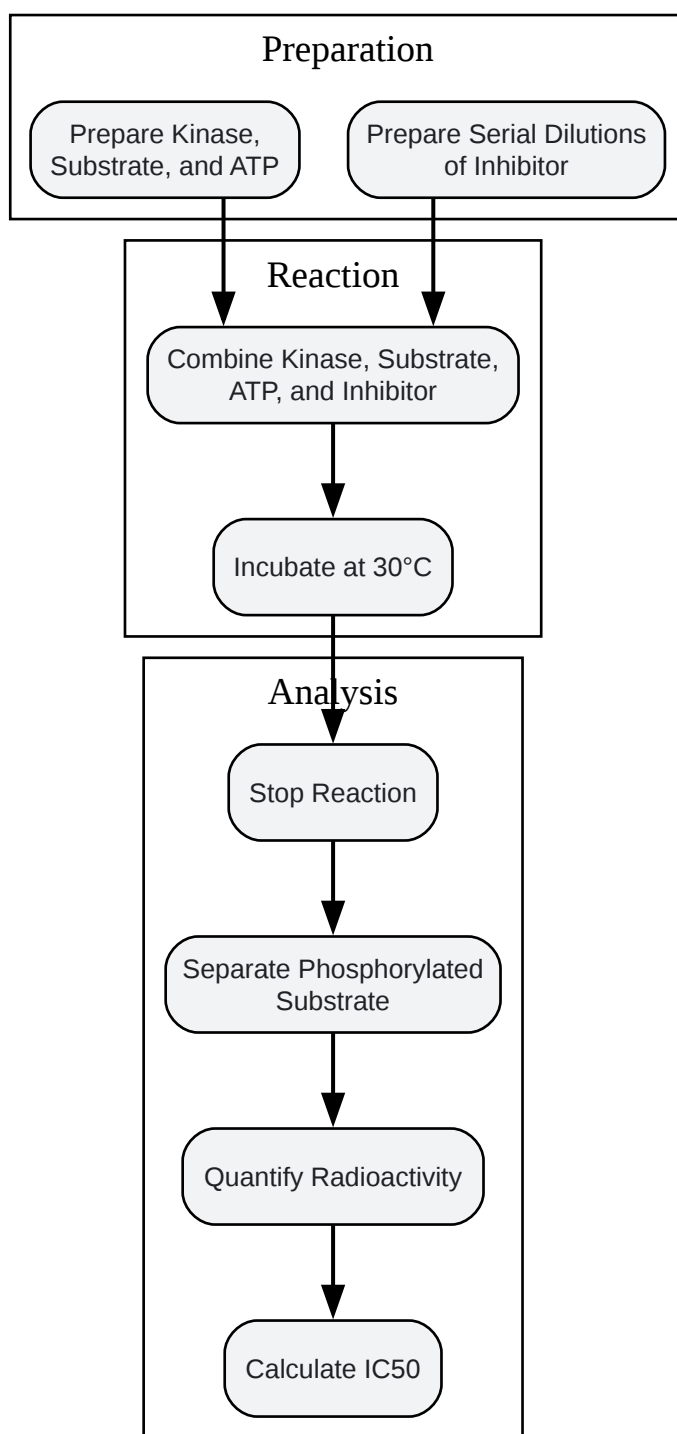 Preparation
Prepare Kinase,
Substrate, and ATP
Prepare Serial Dilutions
of Inhibitor
Reaction
Combine Kinase, Substrate,
ATP, and Inhibitor
Incubate at 30°C
Analysis
Stop Reaction
Separate Phosphorylated
Substrate
Quantify Radioactivity
Calculate IC50